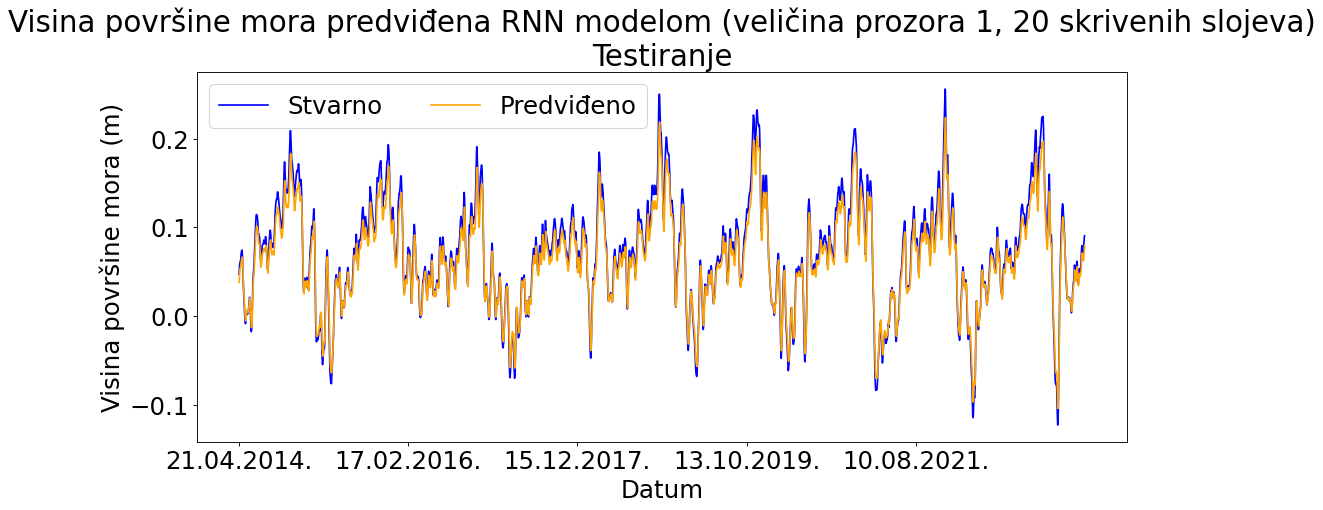 Visina površine mora predviđena RNN modelom (veličina prozora 1, 20 skrivenih slojeva)
Testiranje
Stvarno Predviđeno
Visina površine mora (m)
0.2
0.1
0.0
−0.1
21.04.2014. 17.02.2016. 15.12.2017. 13.10.2019. 10.08.2021.
Datum